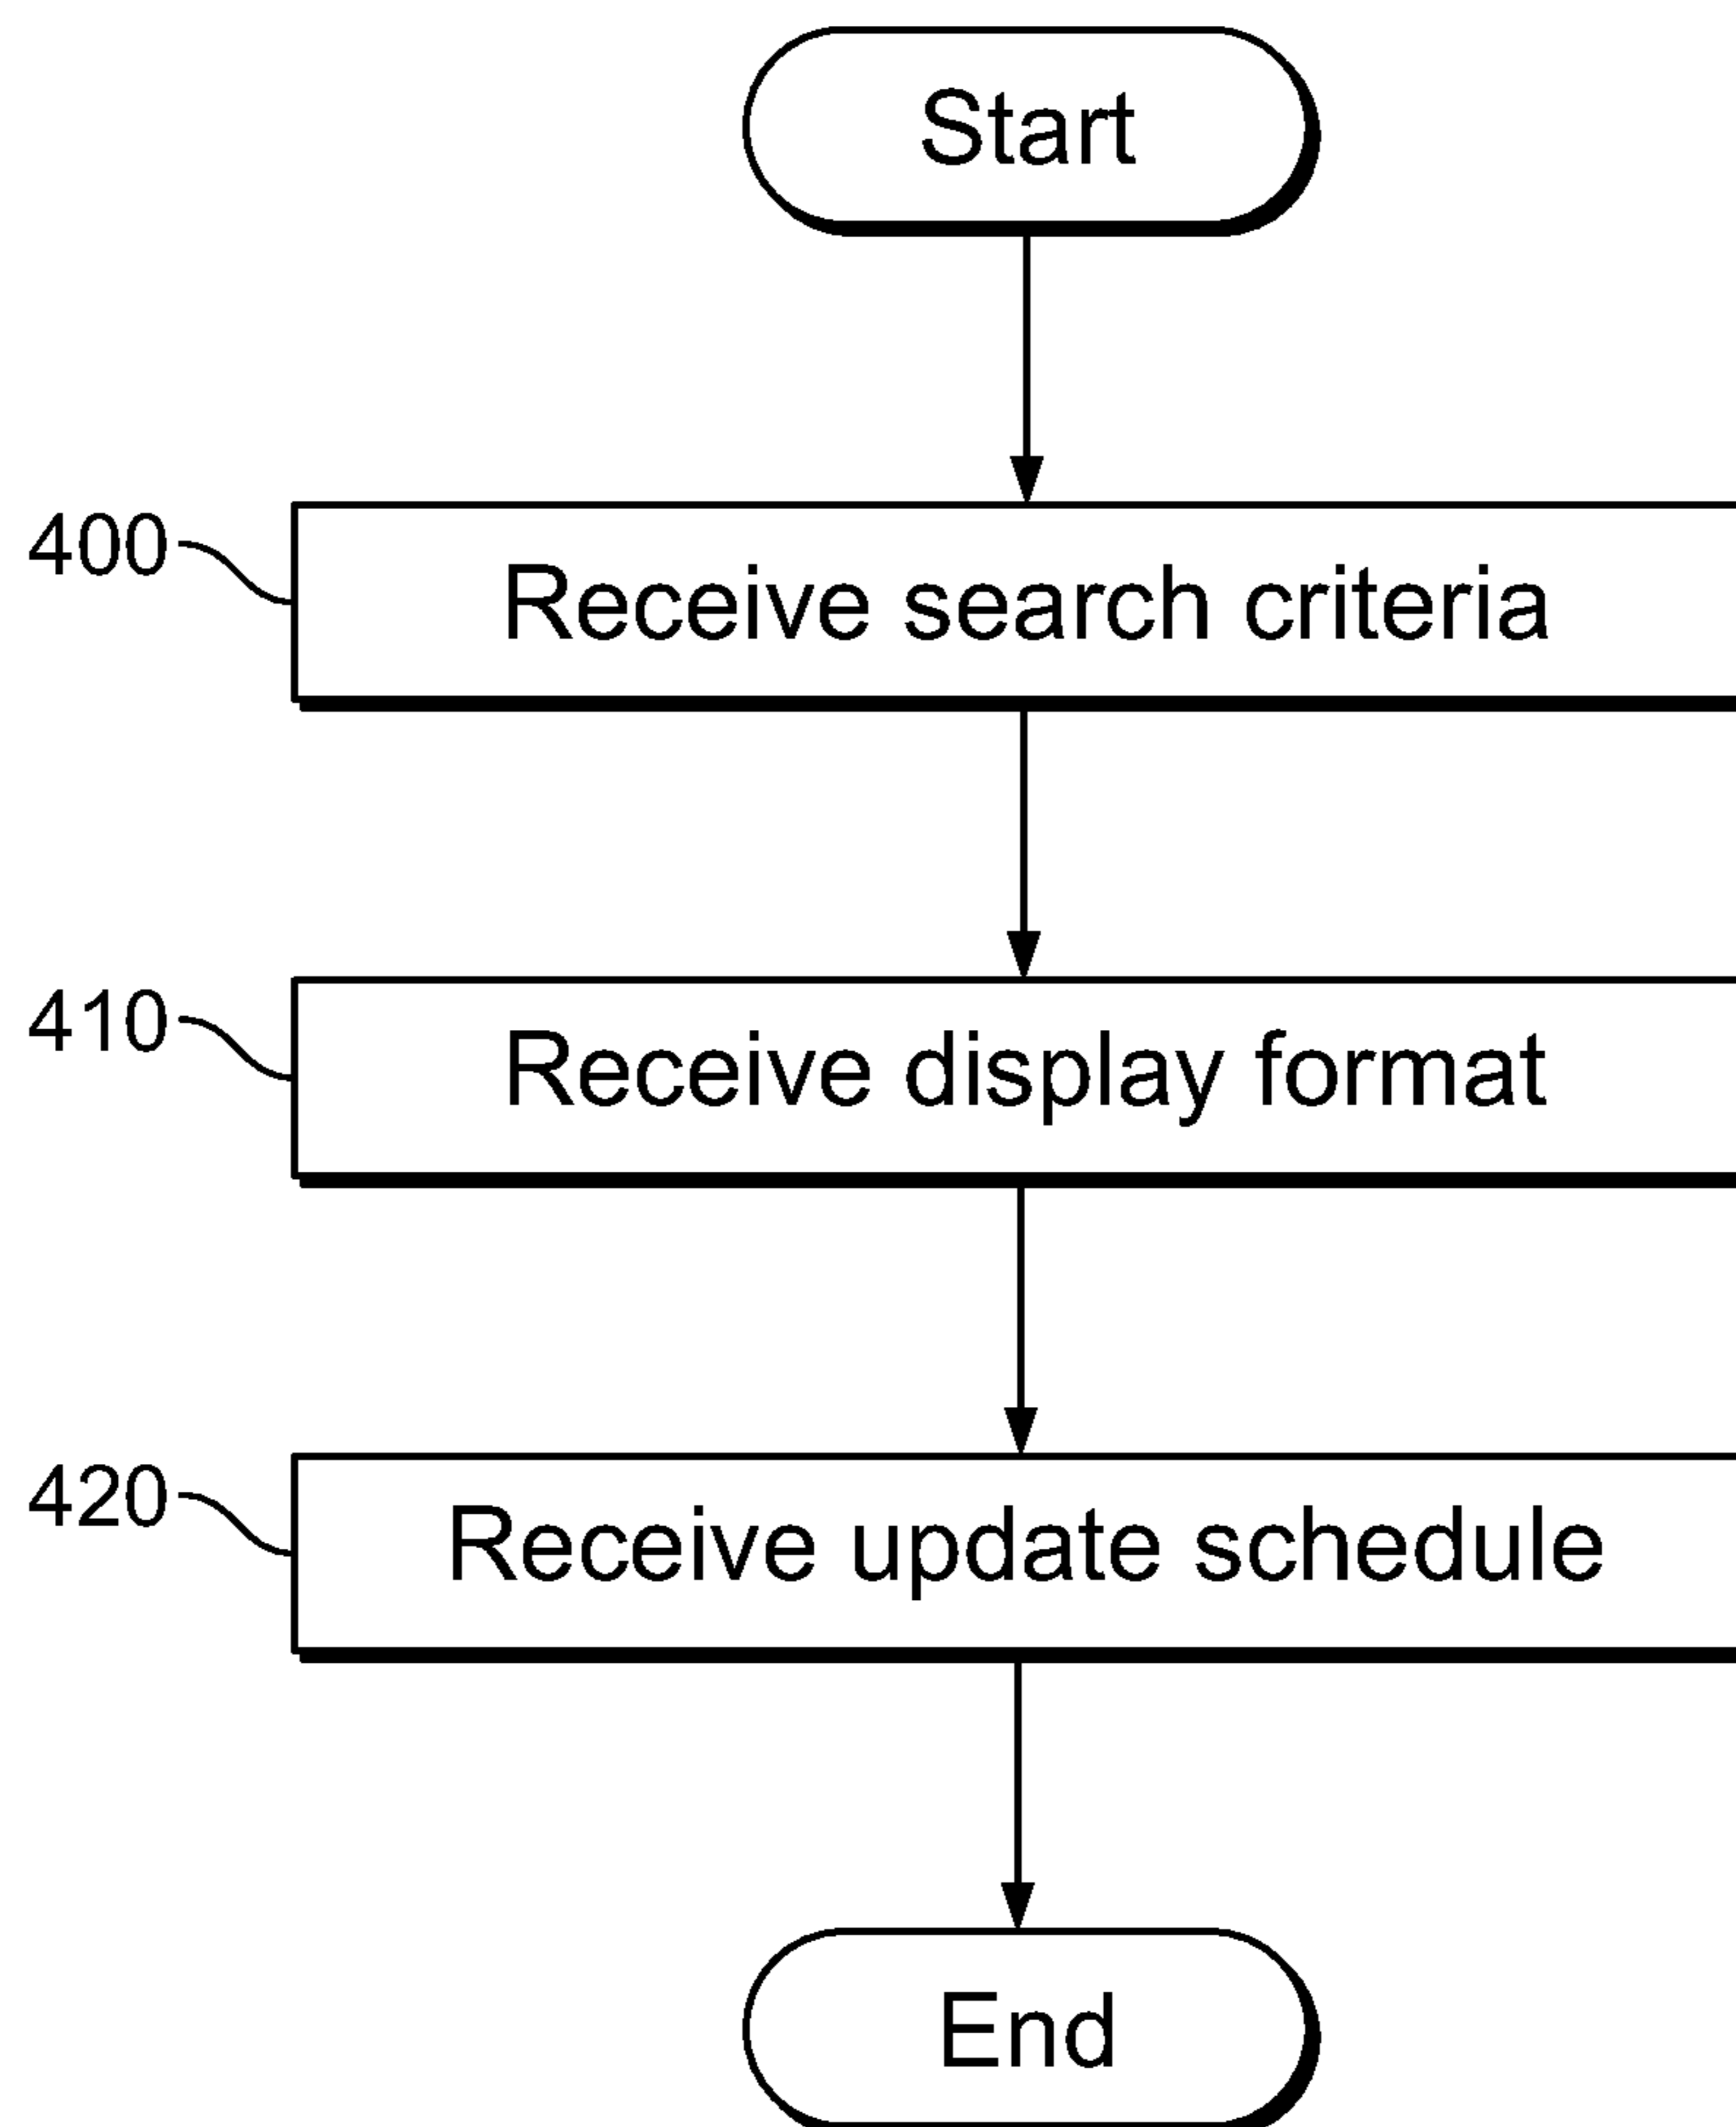 Start
400
Receive search criteria
410
Receive display format
420
Receive update schedule
End